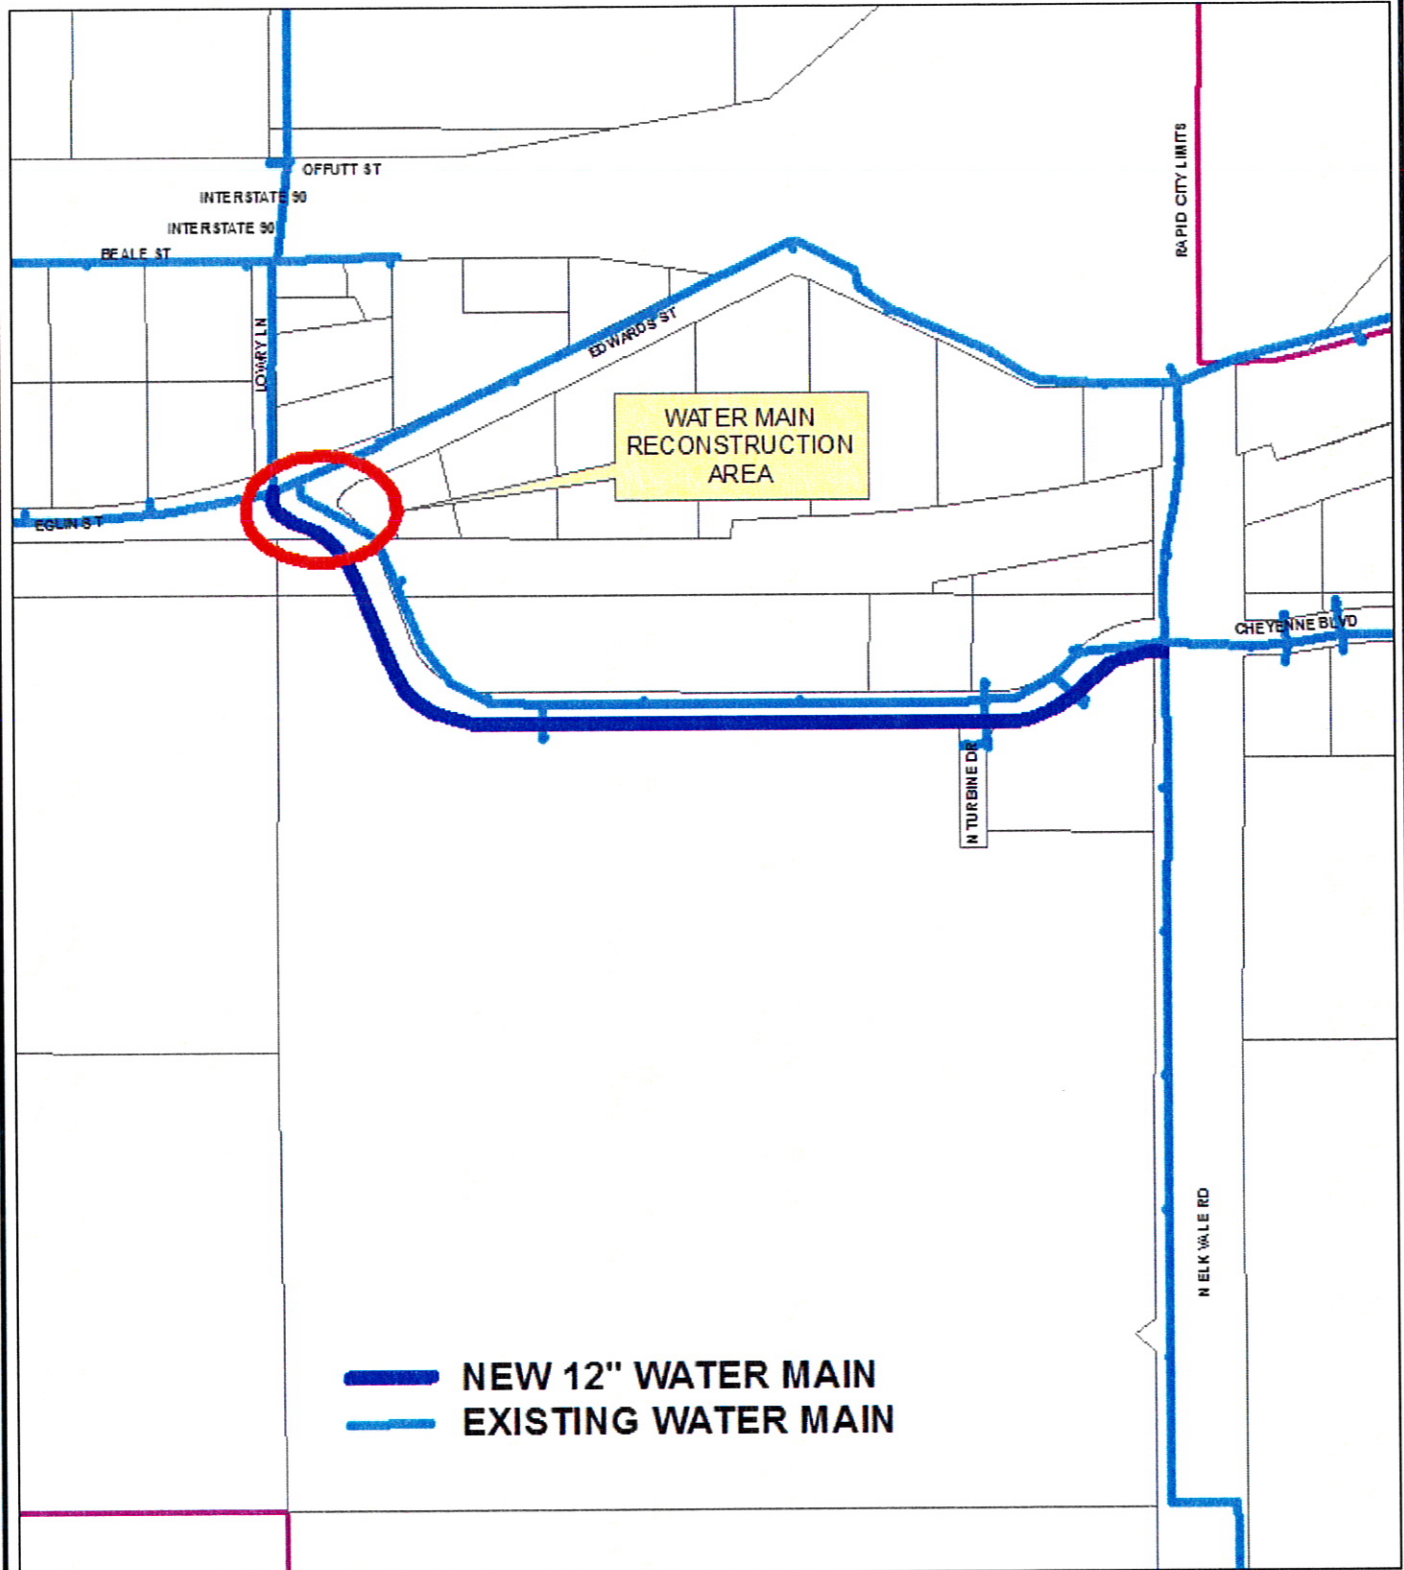 OFFUTT ST
INTERSTATE 90
INTERSTATE 90
BEALE ST
RAPID CITY LIMITS
LOWRY LN
EDWARDS ST
WATER MAIN
RECONSTRUCTION
AREA
EGLIN ST
CHEYENNE BLVD
N TURBINE DR
N ELK VALE RD
NEW 12" WATER MAIN
EXISTING WATER MAIN